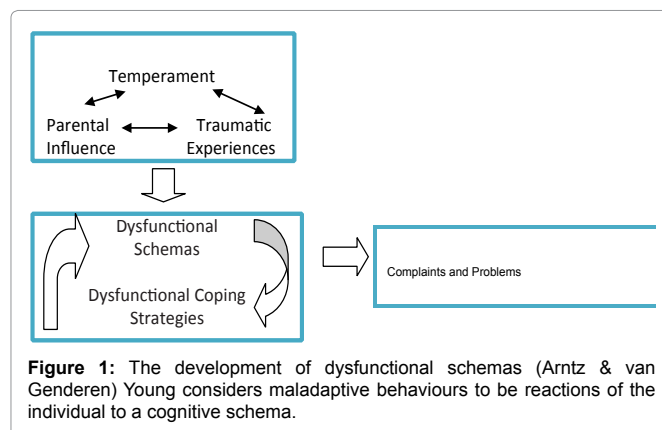 Temperament
Parental
Influence
Traumatic
Experiences
Dysfunctional
Schemas
Dysfunctional Coping
Strategies
Complaints and Problems
Figure 1: The development of dysfunctional schemas (Arntz & van
Genderen) Young considers maladaptive behaviours to be reactions of the
individual to a cognitive schema.